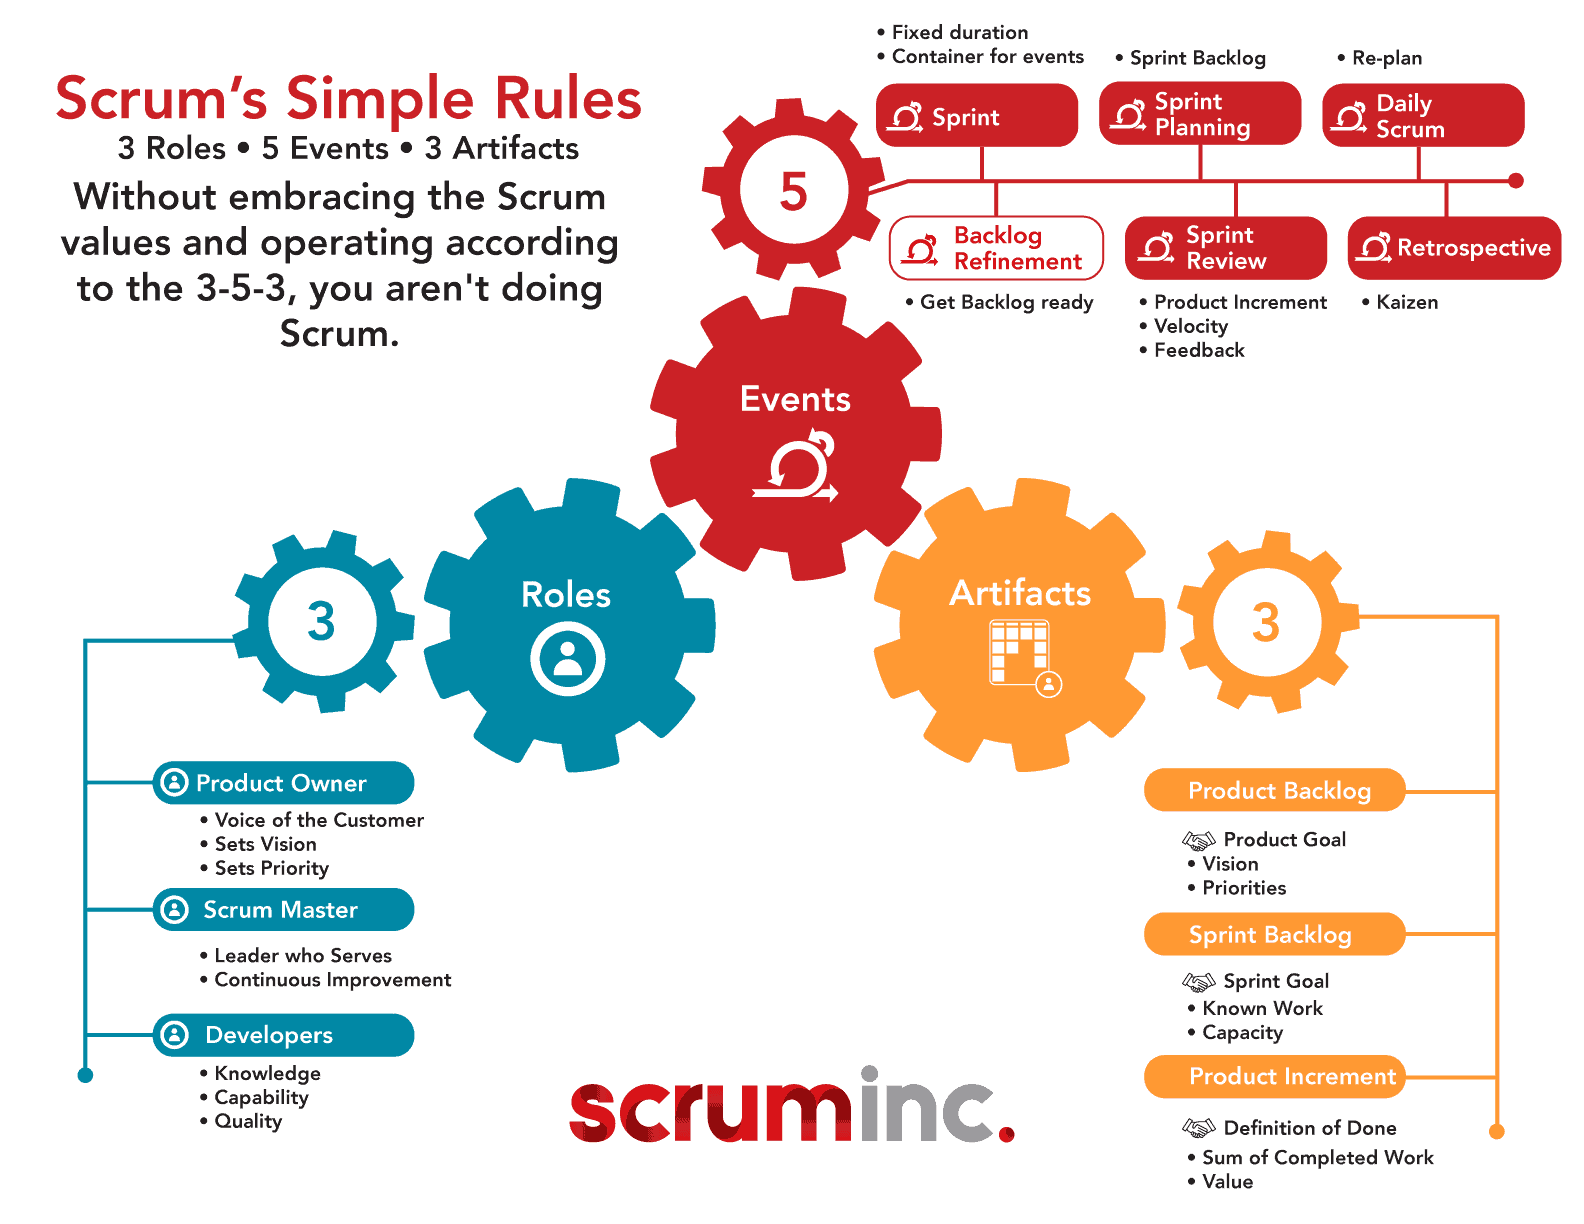 Scrum’s Simple Rules
3 Roles • 5 Events • 3 Artifacts
Without embracing the Scrum
values and operating according
to the 3-5-3, you aren't doing
Scrum.
5
• Fixed duration
• Container for events
Sprint
• Sprint Backlog
Sprint
Planning
• Re-plan
Daily
Scrum
Backlog
Refinement
• Get Backlog ready
Sprint
Review
• Product Increment
• Velocity
• Feedback
Retrospective
• Kaizen
Events
Roles
3
Product Owner
• Voice of the Customer
• Sets Vision
• Sets Priority
Scrum Master
• Leader who Serves
• Continuous Improvement
Developers
• Knowledge
• Capability
• Quality
Artifacts
3
Product Backlog
Product Goal
• Vision
• Priorities
Sprint Backlog
Sprint Goal
• Known Work
• Capacity
Product Increment
Definition of Done
• Sum of Completed Work
• Value
scruminc.